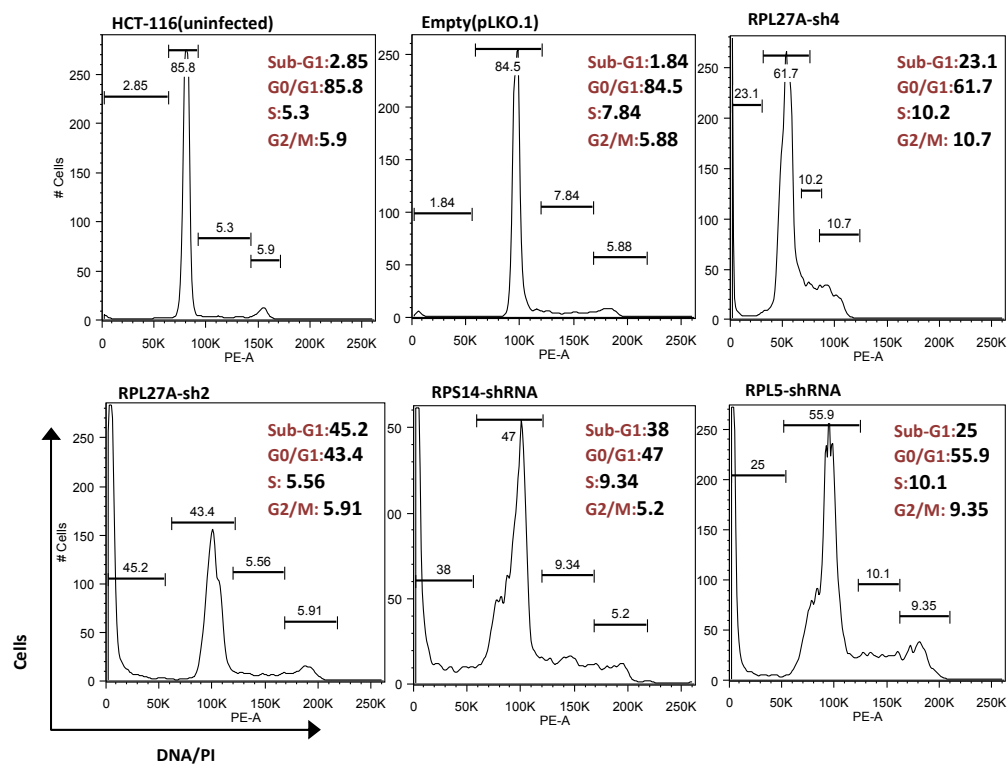 HCT-116(uninfected)
Sub-G1:2.85
G0/G1:85.8
S:5.3
G2/M:5.9
85.8
2.85
5.3
5.9
250
200
150
100
50
0
# Cells
0 50K 100K 150K 200K 250K
PE-A
Empty(pLKO.1)
Sub-G1:1.84
G0/G1:84.5
S:7.84
G2/M:5.88
84.5
1.84
7.84
5.88
250
200
150
100
50
0
0 50K 100K 150K 200K 250K
PE-A
RPL27A-sh4
Sub-G1:23.1
G0/G1:61.7
S:10.2
G2/M: 10.7
61.7
23.1
10.2
10.7
250
200
150
100
50
0
0 50K 100K 150K 200K 250K
PE-A
RPL27A-sh2
Sub-G1:45.2
G0/G1:43.4
S: 5.56
G2/M: 5.91
43.4
45.2
5.56
5.91
250
200
150
100
50
0
# Cells
0 50K 100K 150K 200K 250K
PE-A
RPS14-shRNA
Sub-G1:38
G0/G1:47
S:9.34
G2/M:5.2
47
38
9.34
5.2
50
00
50
0
0 50K 100K 150K 200K 250K
PE-A
RPL5-shRNA
Sub-G1:25
G0/G1:55.9
S:10.1
G2/M: 9.35
55.9
25
10.1
9.35
250
200
150
100
50
0
0 50K 100K 150K 200K 250K
PE-A
Cells
DNA/PI